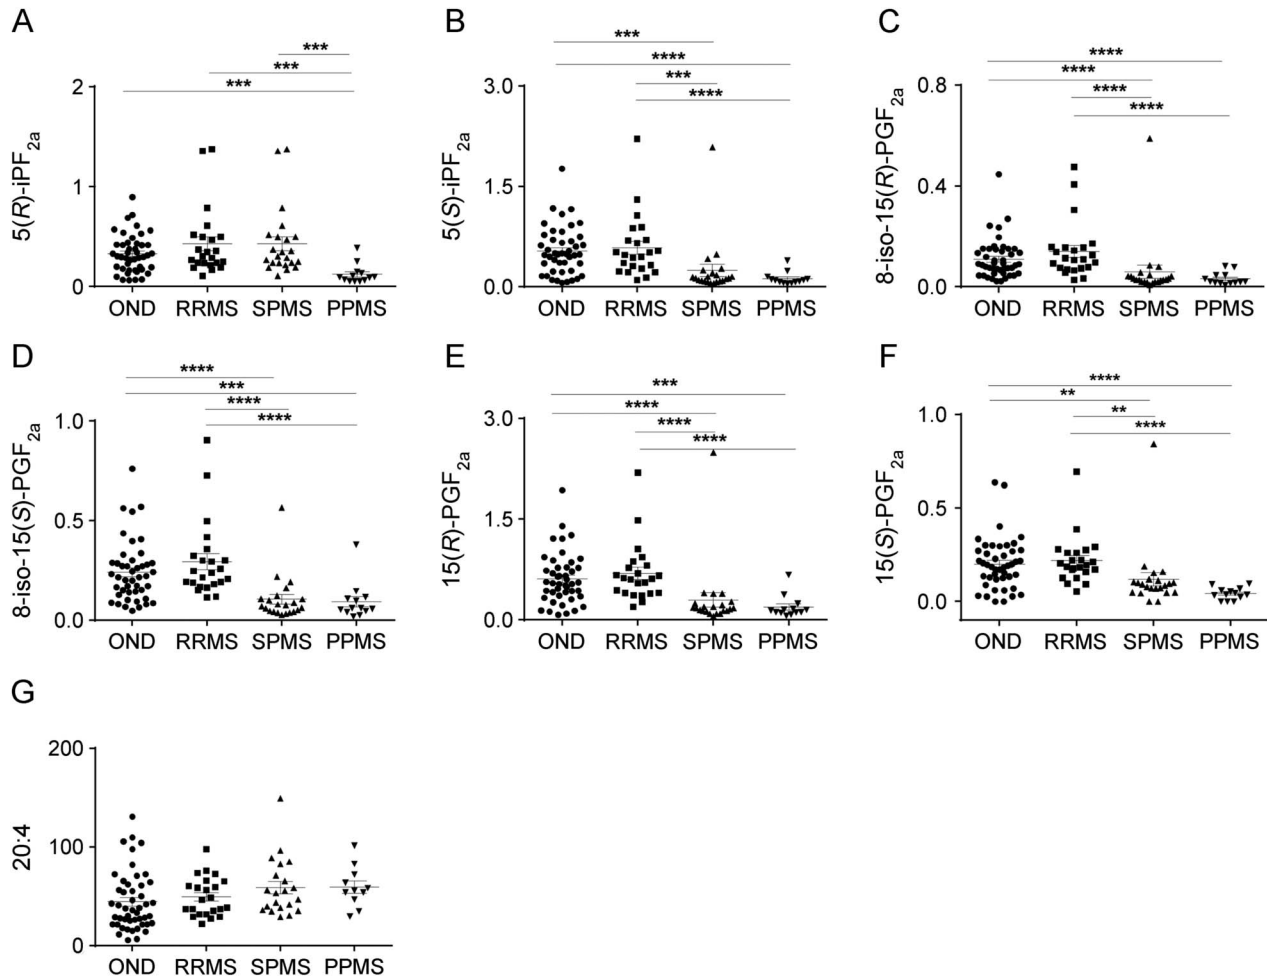 A
***
***
***
2
1
0
5(R)-iPF2a
OND RRMS SPMS PPMS
B
***
****
***
****
3.0
1.5
0.0
5(S)-iPF2a
OND RRMS SPMS PPMS
C
****
****
****
****
0.8
0.4
0.0
8-iso-15(R)-PGF2a
OND RRMS SPMS PPMS
D
****
***
****
****
1.0
0.5
0.0
8-iso-15(S)-PGF2a
OND RRMS SPMS PPMS
E
***
****
****
****
3.0
1.5
0.0
15(R)-PGF2a
OND RRMS SPMS PPMS
F
****
**
**
****
1.0
0.5
0.0
15(S)-PGF2a
OND RRMS SPMS PPMS
G
200
100
0
20:4
OND RRMS SPMS PPMS